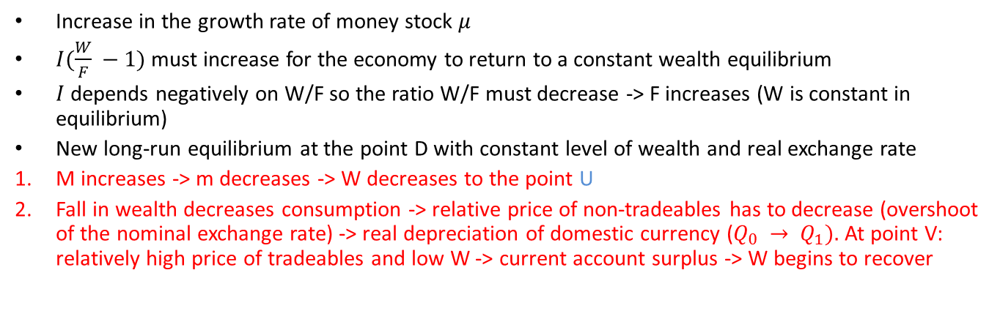 • Increase in the growth rate of money stock μ
• I(W/F − 1) must increase for the economy to return to a constant wealth equilibrium
• I depends negatively on W/F so the ratio W/F must decrease -> F increases (W is constant in
equilibrium)
• New long-run equilibrium at the point D with constant level of wealth and real exchange rate
1. M increases -> m decreases -> W decreases to the point U
2. Fall in wealth decreases consumption -> relative price of non-tradeables has to decrease (overshoot
of the nominal exchange rate) -> real depreciation of domestic currency (Q₀ → Q₁). At point V:
relatively high price of tradeables and low W -> current account surplus -> W begins to recover